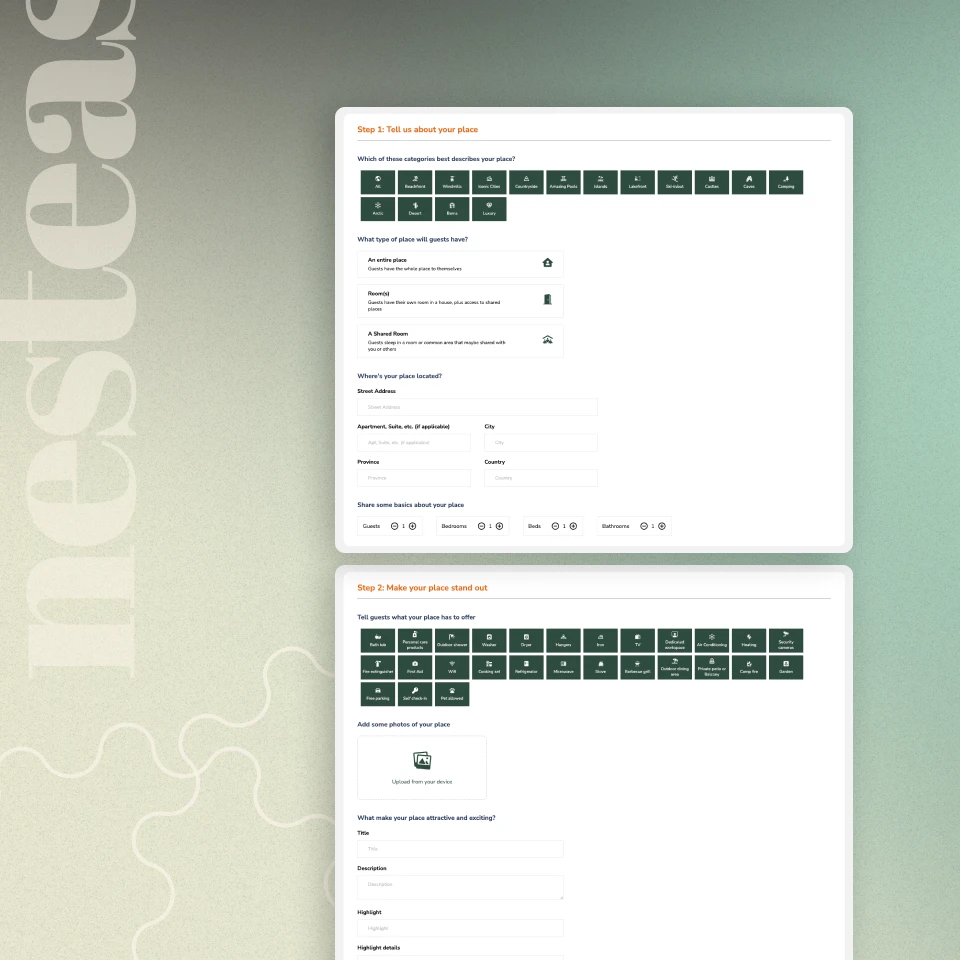 nesteas
Step 1: Tell us about your place
Which of these categories best describes your place?
All
Beachfront
Windmills
Iconic Cities
Countryside
Amazing Pools
Islands
Lakefront
Ski-in/out
Castles
Caves
Camping
Arctic
Desert
Barns
Luxury
What type of place will guests have?
An entire place
Guests have the whole place to themselves
Room(s)
Guests have their own room in a house, plus access to shared
places
A Shared Room
Guests sleep in a room or common area that maybe shared with
you or others
Where's your place located?
Street Address
Street Address
Apartment, Suite, etc. (if applicable)
City
Apt, Suite, etc. (if applicable)
City
Province
Country
Province
Country
Share some basics about your place
Guests 1
Bedrooms 1
Beds 1
Bathrooms 1
Step 2: Make your place stand out
Tell guests what your place has to offer
Bath tub
Personal care
products
Outdoor shower
Washer
Dryer
Hangers
Iron
TV
Dedicated
workspace
Air Conditioning
Heating
Security
cameras
Fire extinguisher
First Aid
Wifi
Cooking set
Refrigerator
Microwave
Stove
Barbecue grill
Outdoor dining
area
Private patio or
Balcony
Camp fire
Garden
Free parking
Self check-in
Pet allowed
Add some photos of your place
Upload from your device
What make your place attractive and exciting?
Title
Title
Description
Description
Highlight
Highlight
Highlight details